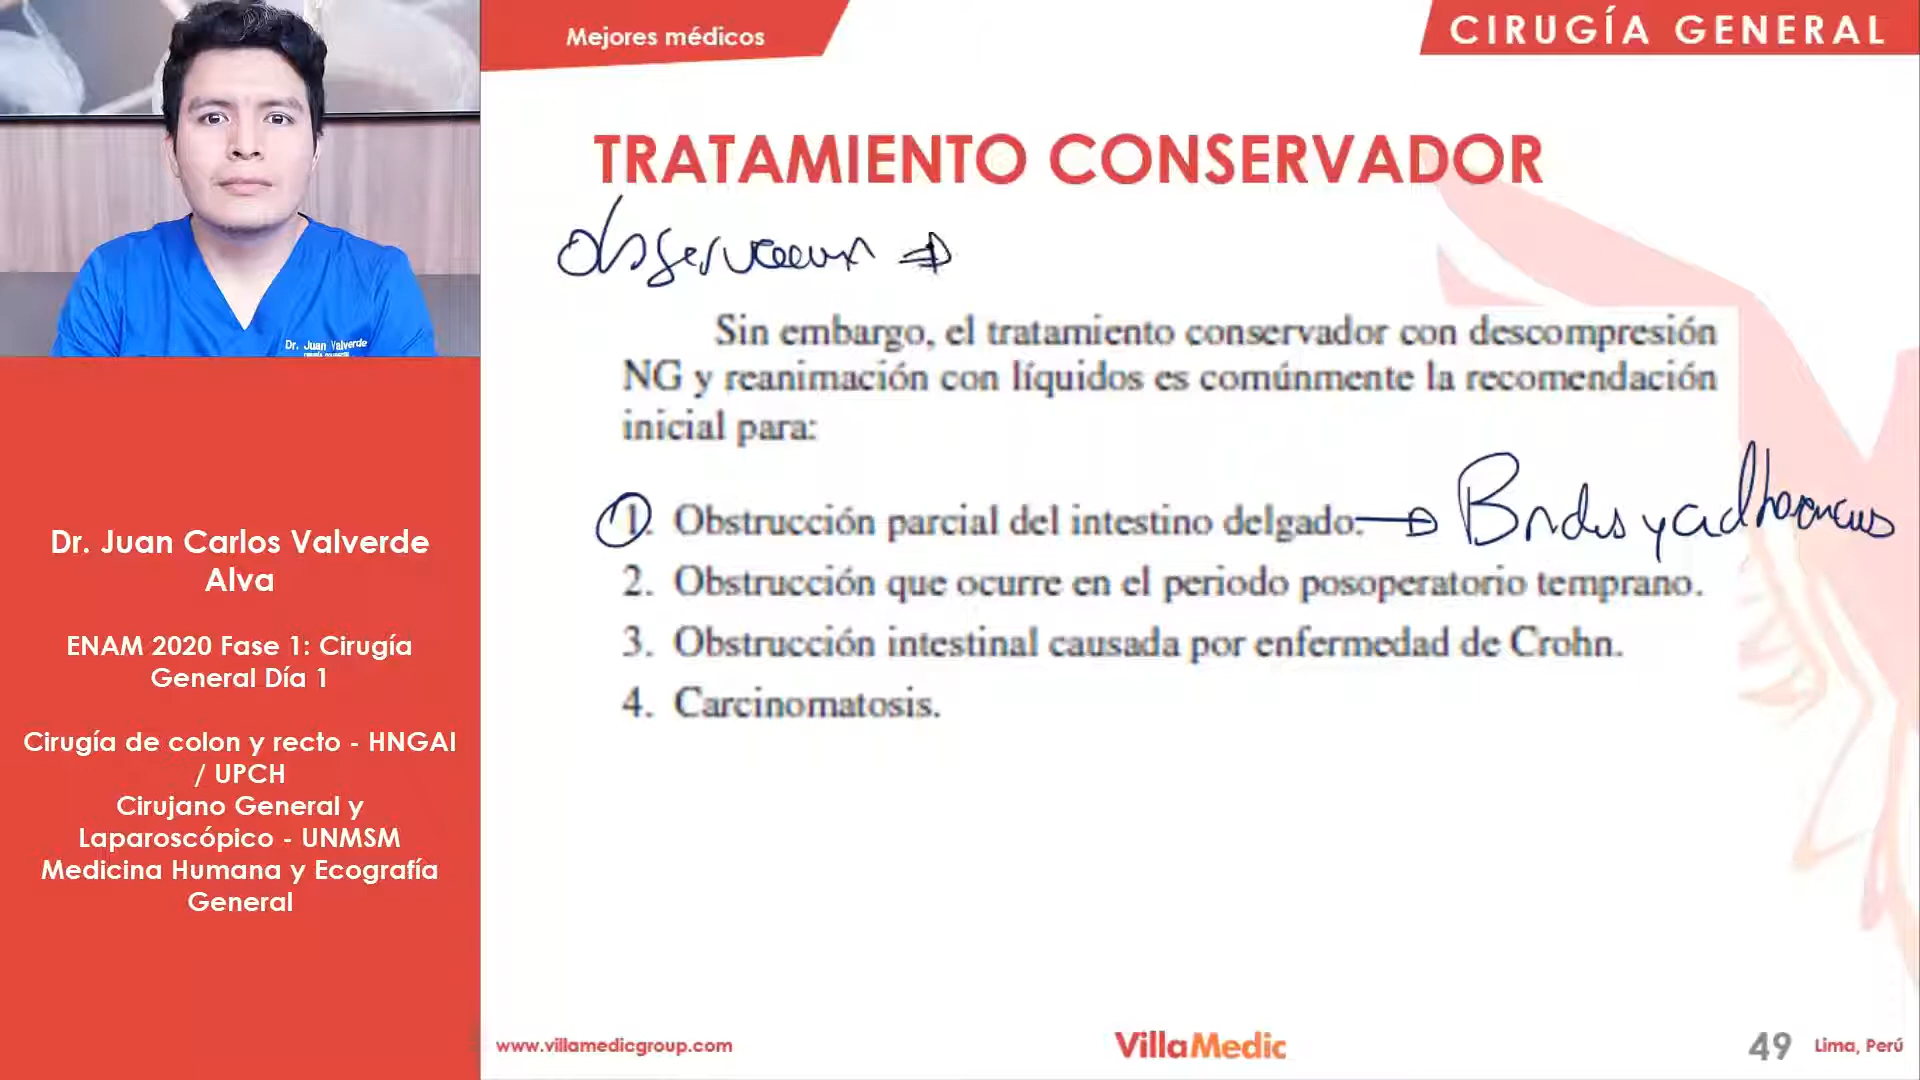 Mejores médicos
CIRUGÍA GENERAL
TRATAMIENTO CONSERVADOR
Sin embargo, el tratamiento conservador con descompresión
NG y reanimación con líquidos es comúnmente la recomendación
inicial para:
1. Obstrucción parcial del intestino delgado. → Bridas y adherencias
2. Obstrucción que ocurre en el periodo posoperatorio temprano.
3. Obstrucción intestinal causada por enfermedad de Crohn.
4. Carcinomatosis.
Dr. Juan Valverde
Dr. Juan Carlos Valverde
Alva
ENAM 2020 Fase 1: Cirugía
General Día 1
Cirugía de colon y recto - HNGAI
/ UPCH
Cirujano General y
Laparoscópico - UNMSM
Medicina Humana y Ecografía
General
www.villamedicgroup.com
VillaMedic
49 Lima, Perú